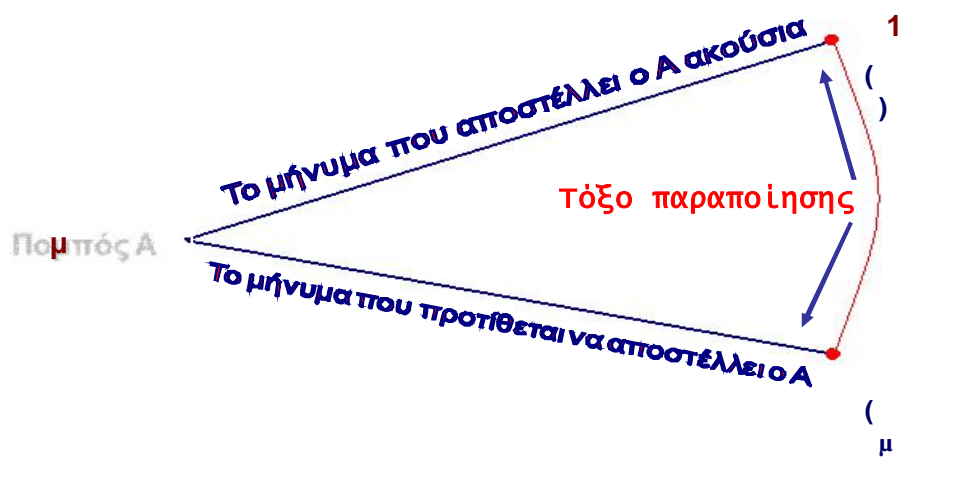 1
Το μήνυμα που αποστέλλει ο Α ακούσια
(
)
Τόξο παραποίησης
Πομπός Α
Το μήνυμα που προτίθεται να αποστέλλει ο Α
(
μ